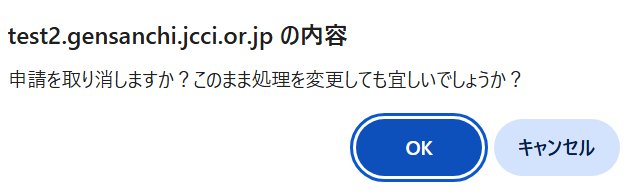 test2.gensanchi.jcci.or.jp の内容
申請を取り消しますか？このまま処理を変更しても宜しいでしょうか？
OK
キャンセル